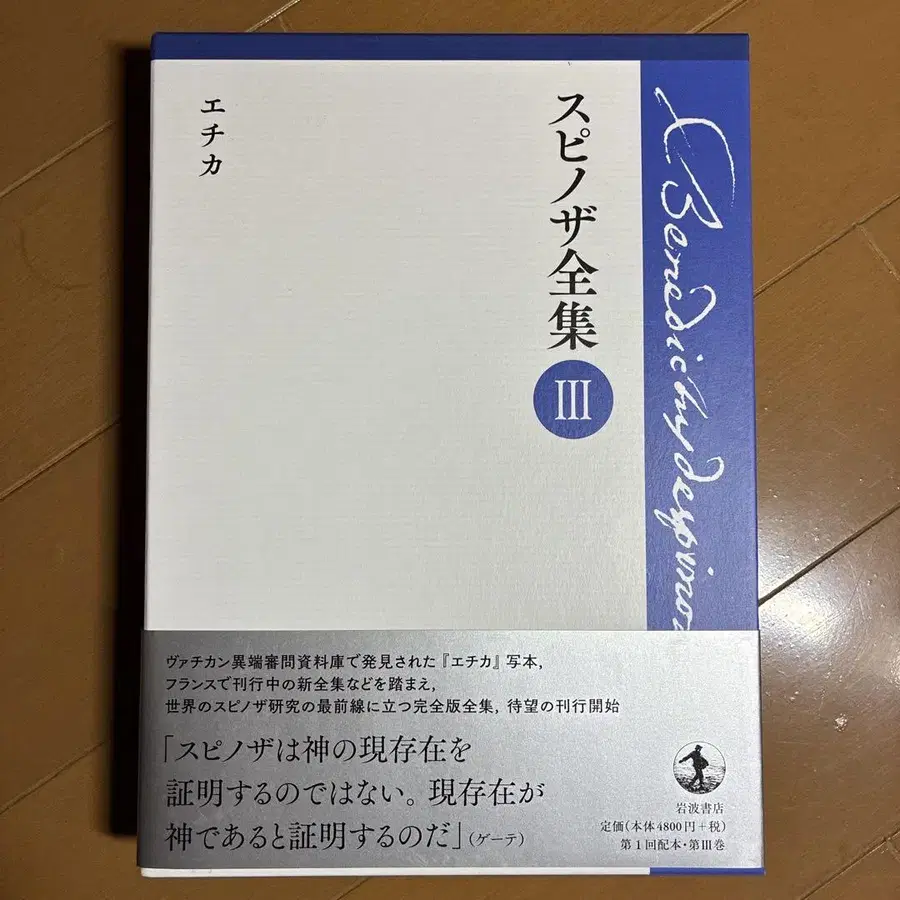 スピノザ全集
III
エチカ
Benedictus despinoza
ヴァチカン異端審問資料庫で発見された『エチカ』写本,
フランスで刊行中の新全集などを踏まえ,
世界のスピノザ研究の最前線に立つ完全版全集, 待望の刊行開始
「スピノザは神の現存在を
証明するのではない。現存在が
神であると証明するのだ」(ゲーテ)
岩波書店
定価(本体4800円+税)
第1回配本・第III巻